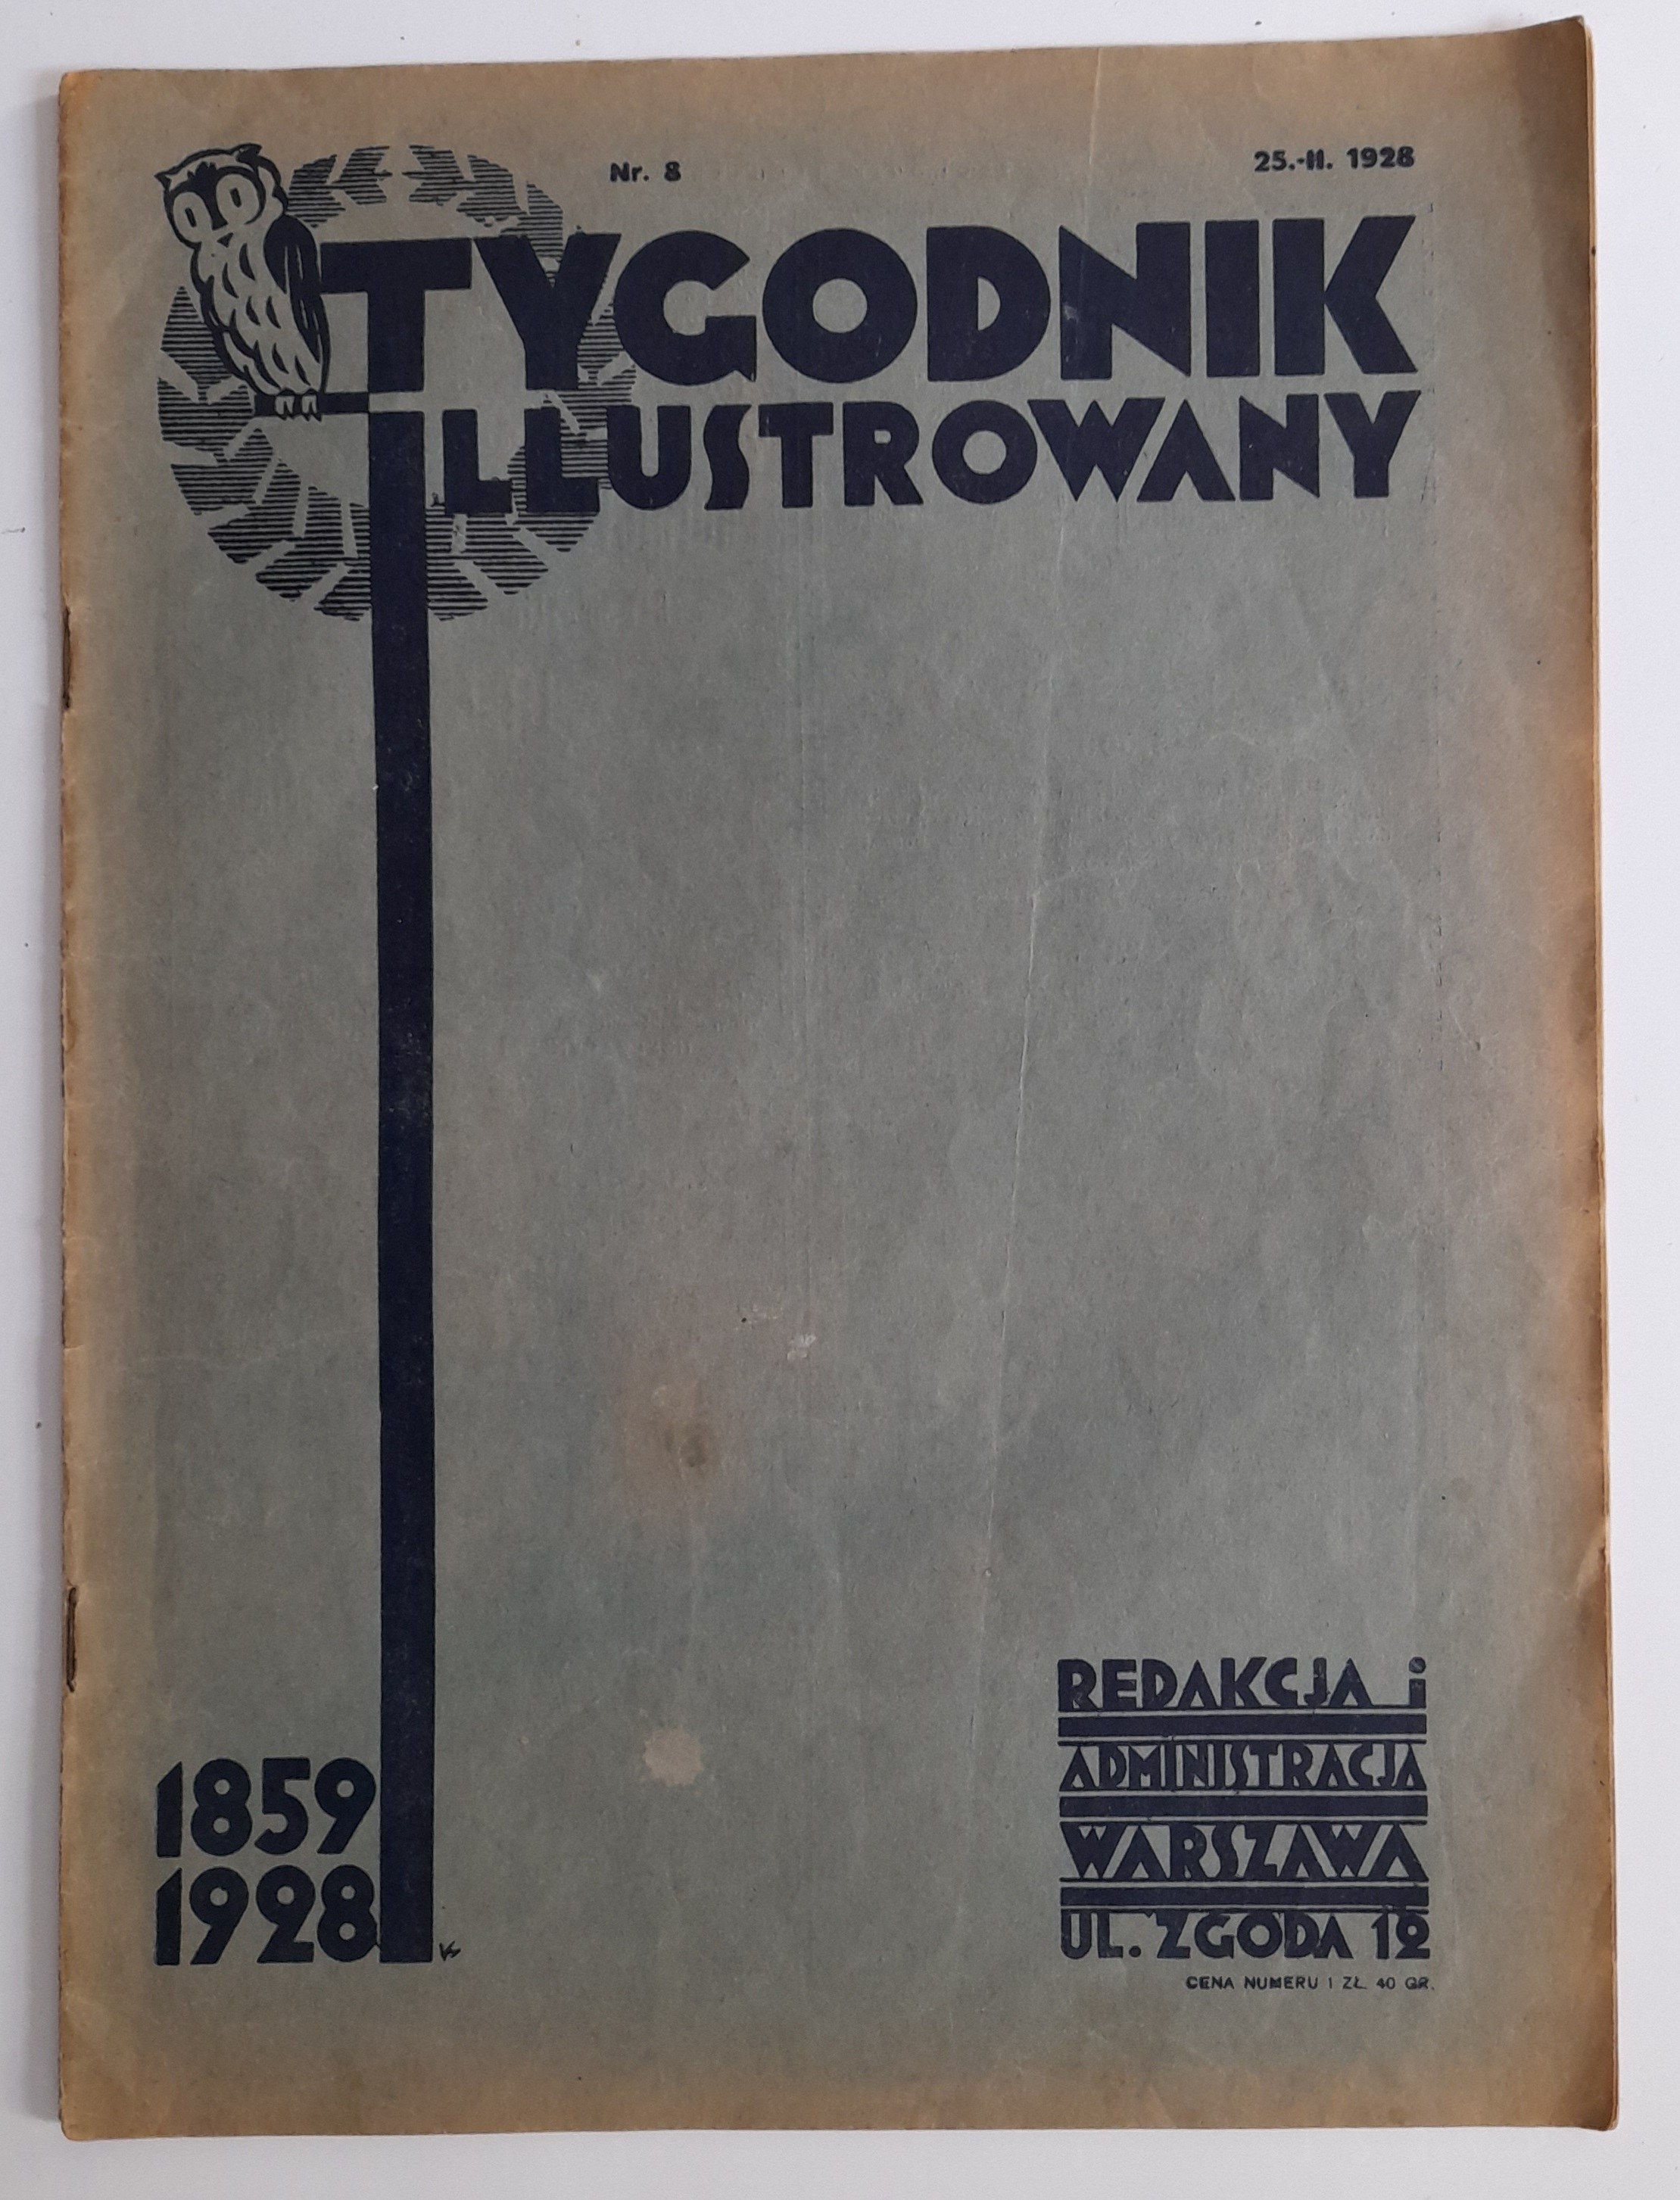 Nr. 8
25.-II. 1928
TYGODNIK
ILLUSTROWANY
1859
1928
REDAKCJA i
ADMINISTRACJA
WARSZAWA
UL. ZGODA 12
CENA NUMERU 1 ZŁ. 40 GR.